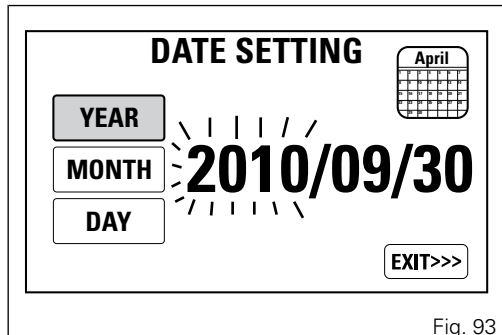 DATE SETTING
April
YEAR
MONTH
DAY
2010/09/30
EXIT>>>
Fig. 93